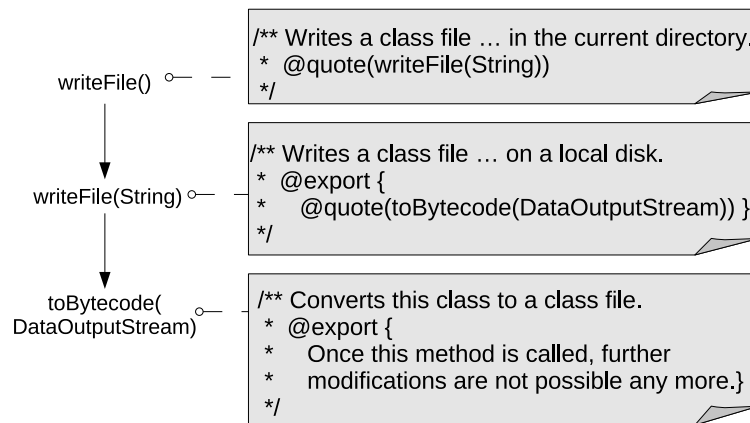 writeFile()
/** Writes a class file … in the current directory.
* @quote(writeFile(String))
*/
writeFile(String)
/** Writes a class file … on a local disk.
* @export {
* @quote(toBytecode(DataOutputStream)) }
*/
toBytecode(
DataOutputStream)
/** Converts this class to a class file.
* @export {
* Once this method is called, further
* modifications are not possible any more.}
*/